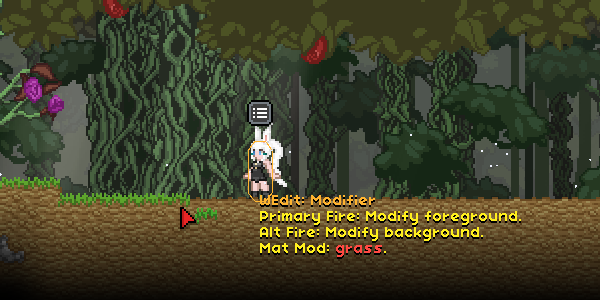 WEdit: Modifier
Primary Fire: Modify foreground.
Alt Fire: Modify background.
Mat Mod: grass.